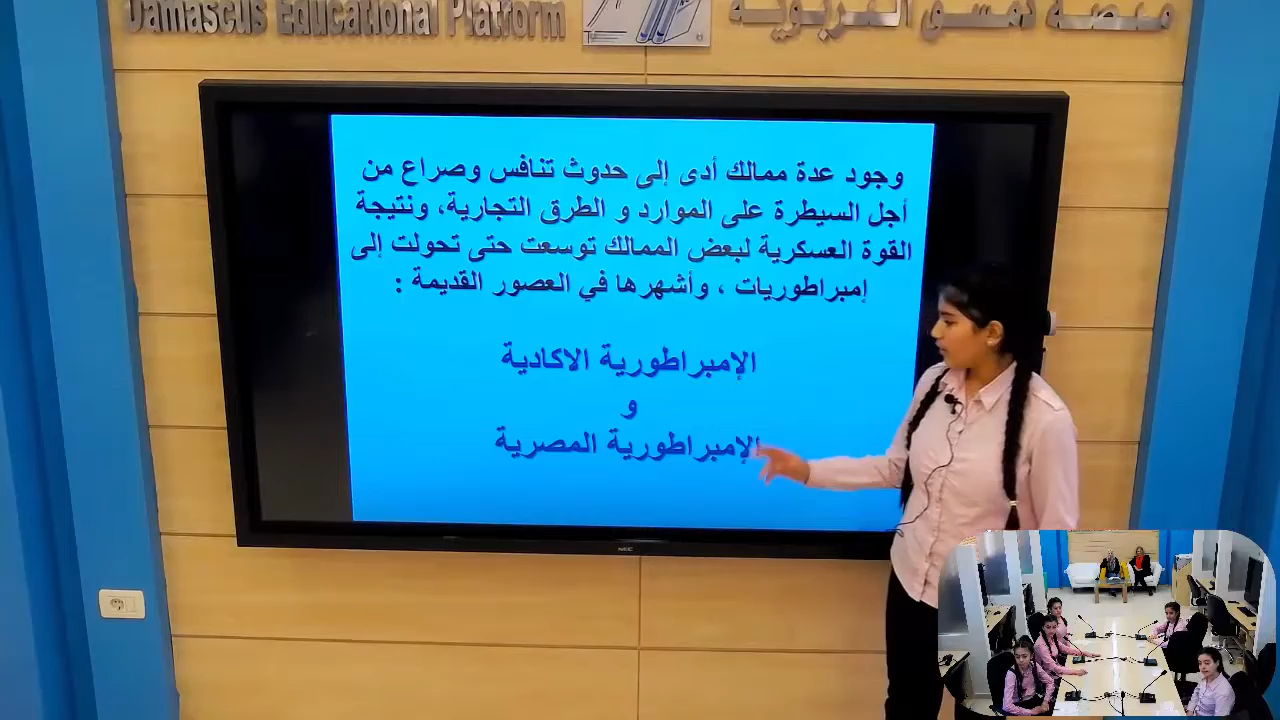 Damascus Educational Platform
منصة دمشق التربوية
وجود عدة ممالك أدى إلى حدوث تنافس وصراع من
أجل السيطرة على الموارد و الطرق التجارية، ونتيجة
القوة العسكرية لبعض الممالك توسعت حتى تحولت إلى
إمبراطوريات ، وأشهرها في العصور القديمة :
الإمبراطورية الاكادية
و
الإمبراطورية المصرية
NEC